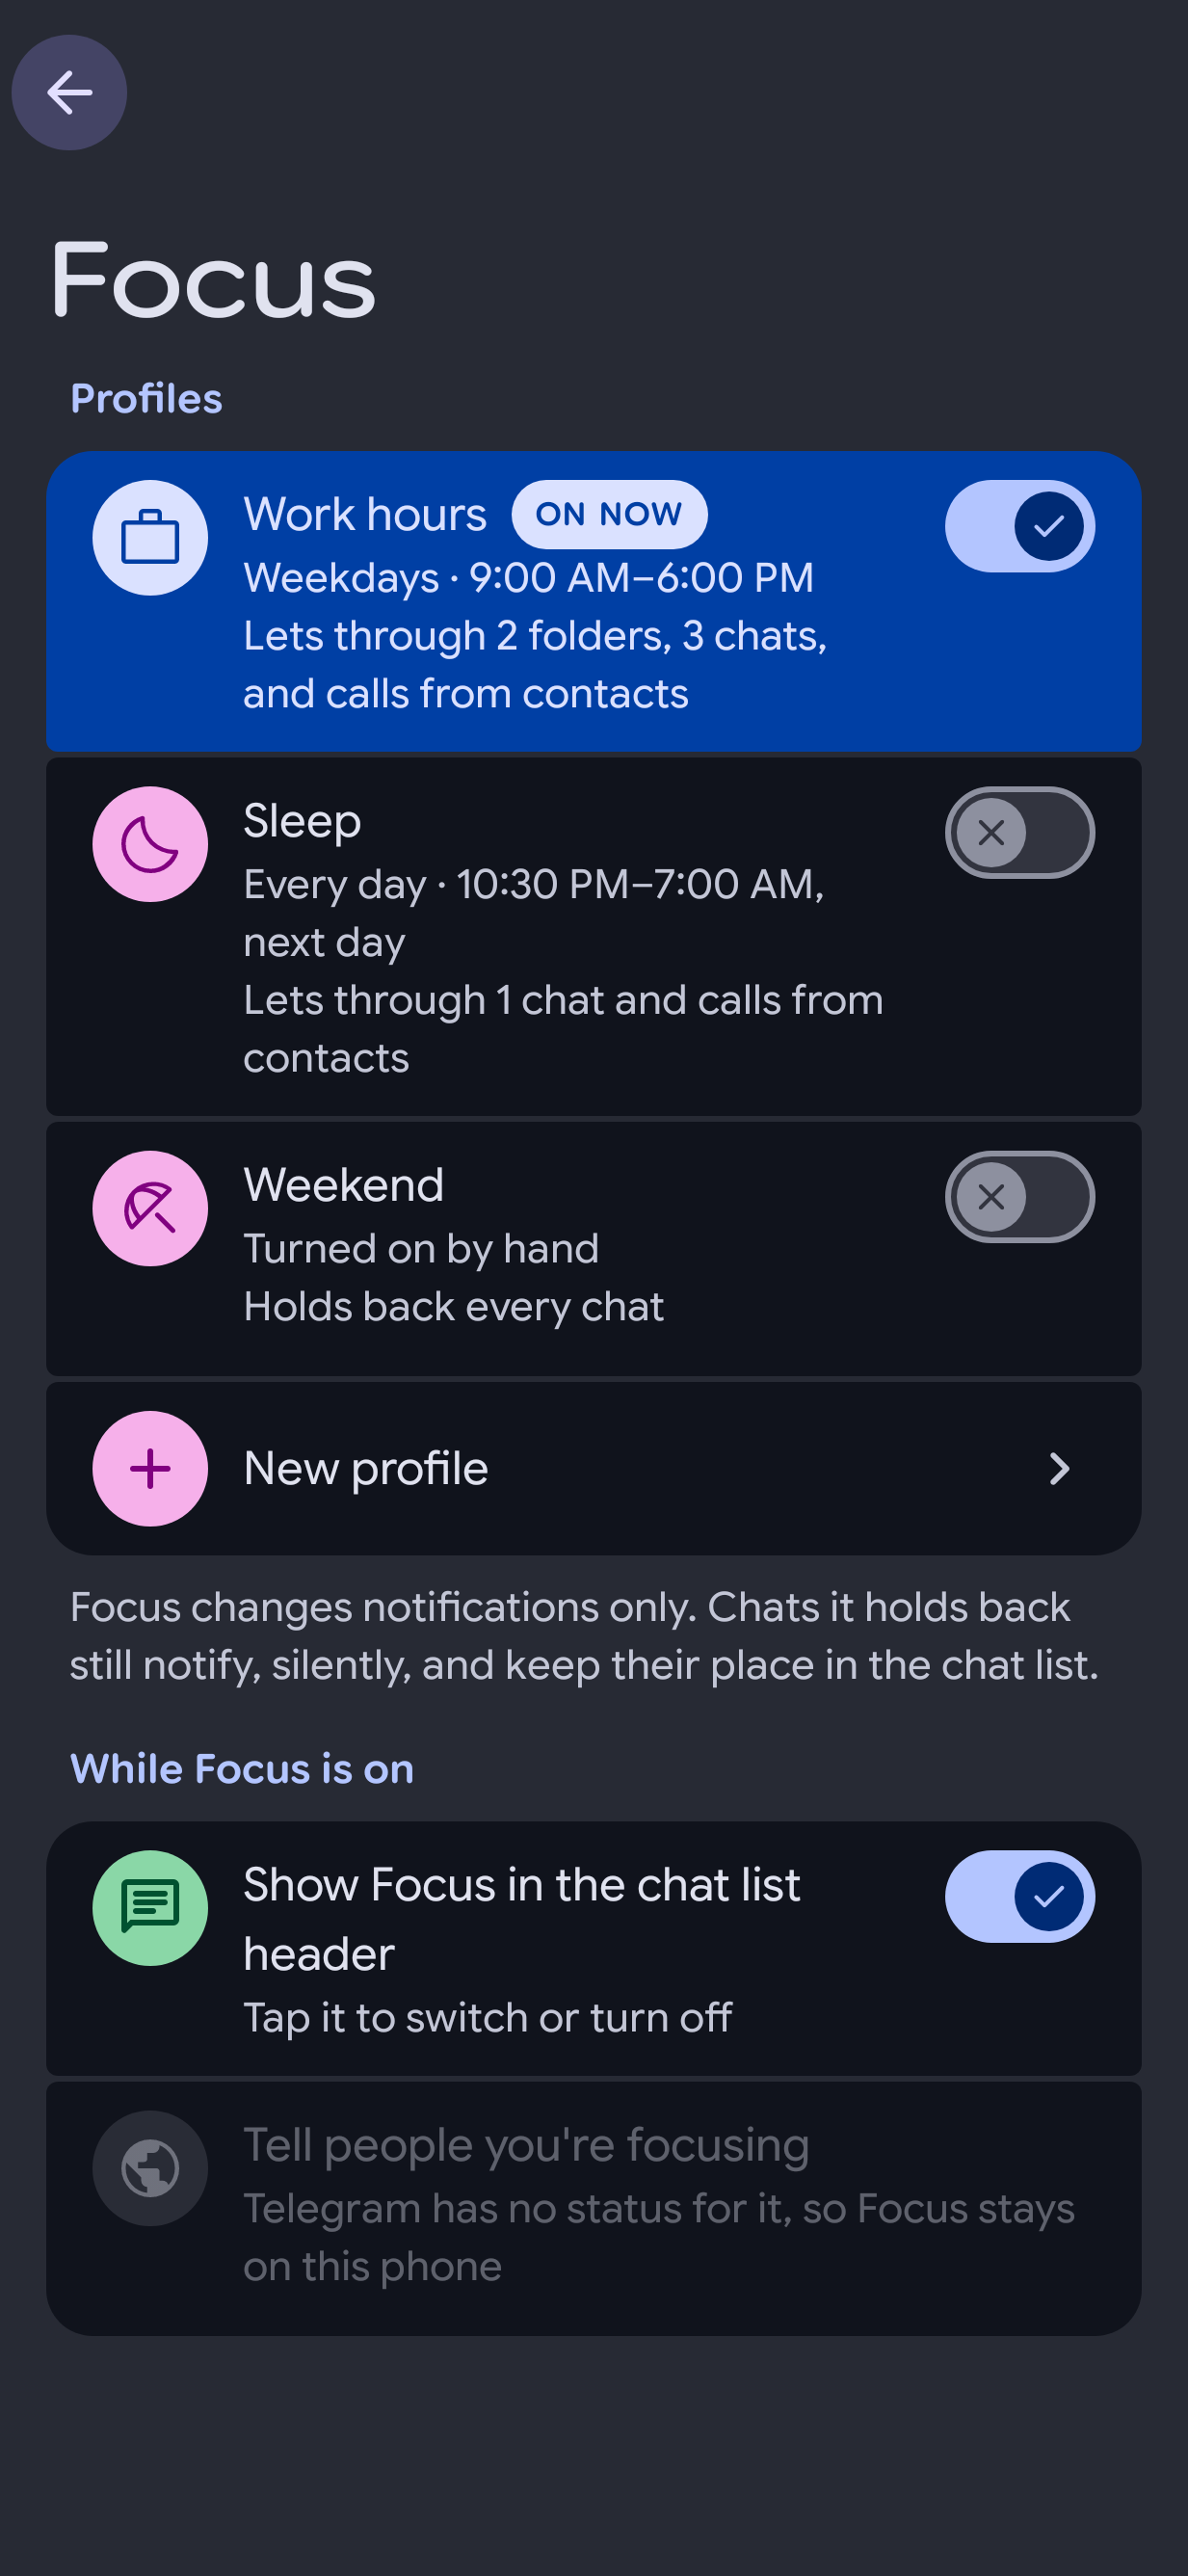 Focus
Profiles
Work hours ON NOW
Weekdays · 9:00 AM–6:00 PM
Lets through 2 folders, 3 chats,
and calls from contacts
Sleep
Every day · 10:30 PM–7:00 AM,
next day
Lets through 1 chat and calls from
contacts
Weekend
Turned on by hand
Holds back every chat
New profile
Focus changes notifications only. Chats it holds back
still notify, silently, and keep their place in the chat list.
While Focus is on
Show Focus in the chat list
header
Tap it to switch or turn off
Tell people you're focusing
Telegram has no status for it, so Focus stays
on this phone